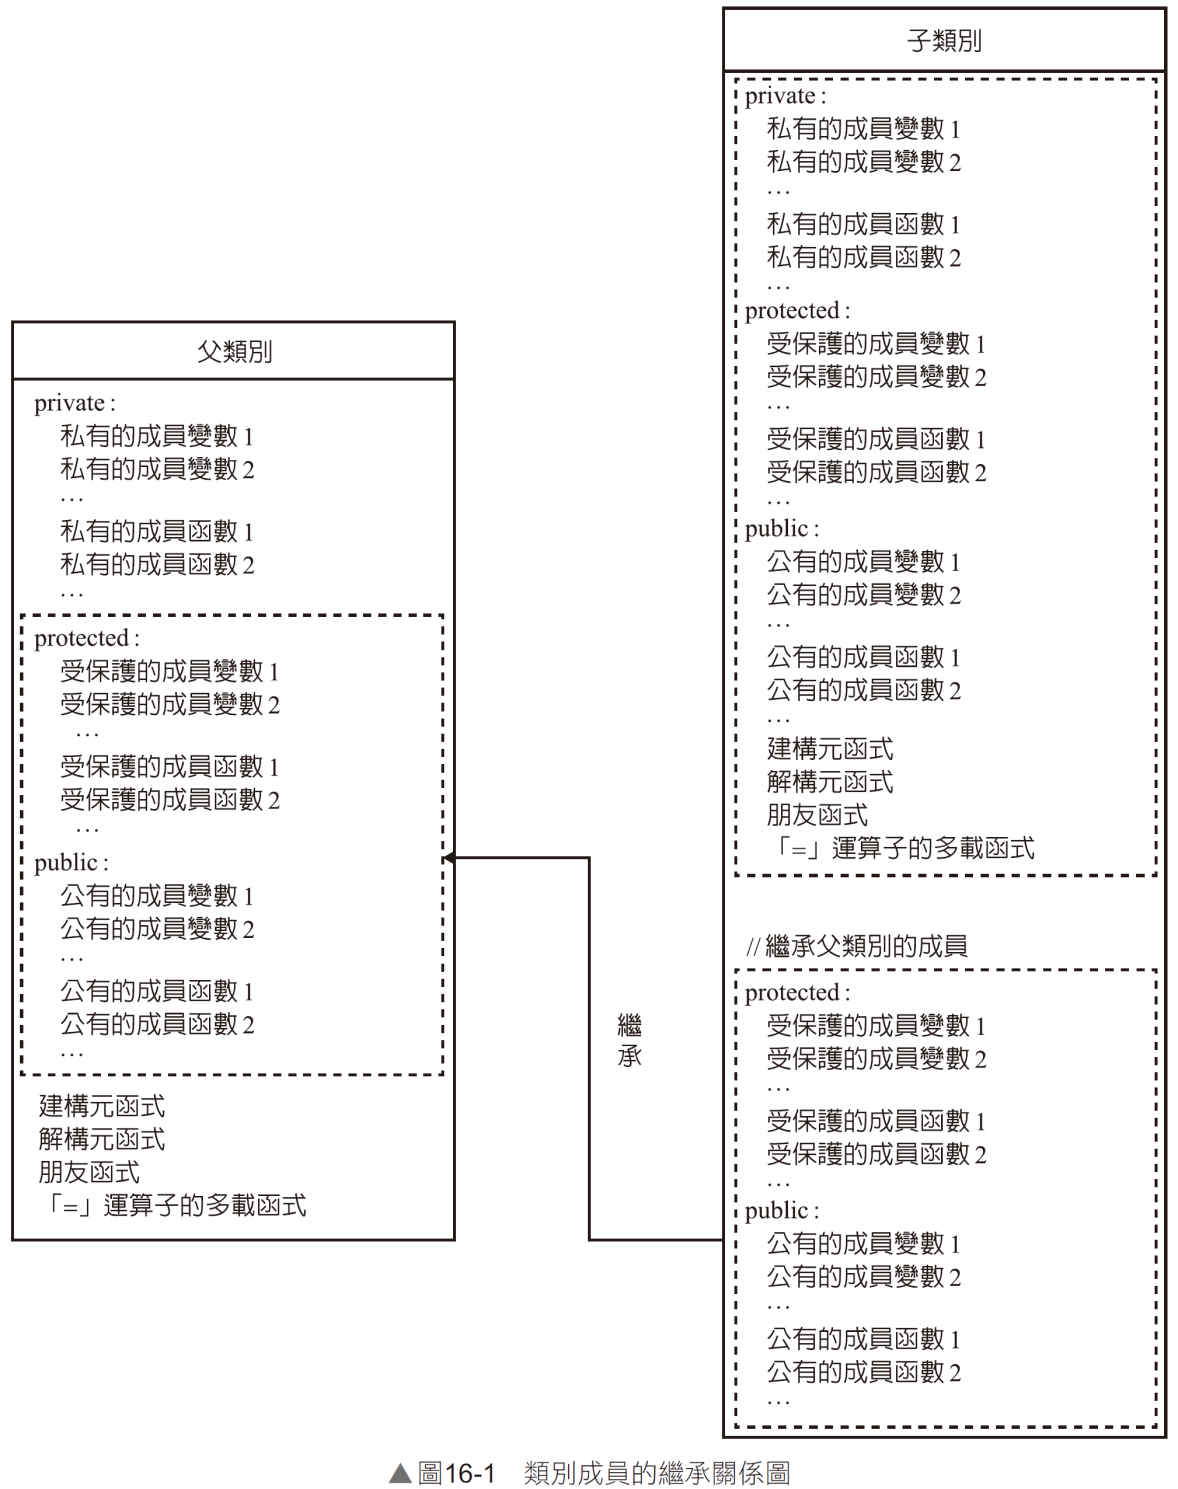 父類別
private :
私有的成員變數 1
私有的成員變數 2
…
私有的成員函數 1
私有的成員函數 2
…
protected :
受保護的成員變數 1
受保護的成員變數 2
…
受保護的成員函數 1
受保護的成員函數 2
…
public :
公有的成員變數 1
公有的成員變數 2
…
公有的成員函數 1
公有的成員函數 2
…
建構元函式
解構元函式
朋友函式
「=」運算子的多載函式
繼承
子類別
private :
私有的成員變數 1
私有的成員變數 2
…
私有的成員函數 1
私有的成員函數 2
…
protected :
受保護的成員變數 1
受保護的成員變數 2
…
受保護的成員函數 1
受保護的成員函數 2
…
public :
公有的成員變數 1
公有的成員變數 2
…
公有的成員函數 1
公有的成員函數 2
…
建構元函式
解構元函式
朋友函式
「=」運算子的多載函式
// 繼承父類別的成員
protected :
受保護的成員變數 1
受保護的成員變數 2
…
受保護的成員函數 1
受保護的成員函數 2
…
public :
公有的成員變數 1
公有的成員變數 2
…
公有的成員函數 1
公有的成員函數 2
…
▲圖16-1 類別成員的繼承關係圖